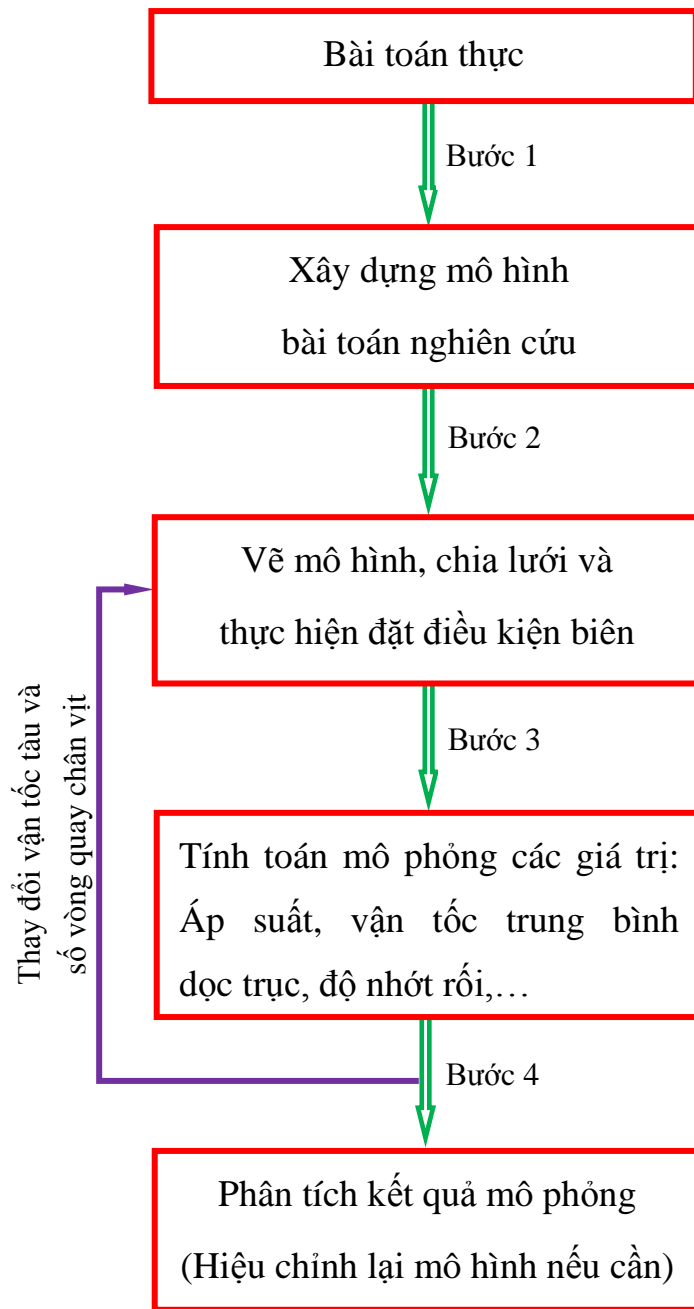 Bài toán thực
Bước 1
Xây dựng mô hình
bài toán nghiên cứu
Bước 2
Vẽ mô hình, chia lưới và
thực hiện đặt điều kiện biên
Thay đổi vận tốc tàu và
số vòng quay chân vịt
Bước 3
Tính toán mô phỏng các giá trị:
Áp suất, vận tốc trung bình
dọc trục, độ nhớt rối,…
Bước 4
Phân tích kết quả mô phỏng
(Hiệu chỉnh lại mô hình nếu cần)